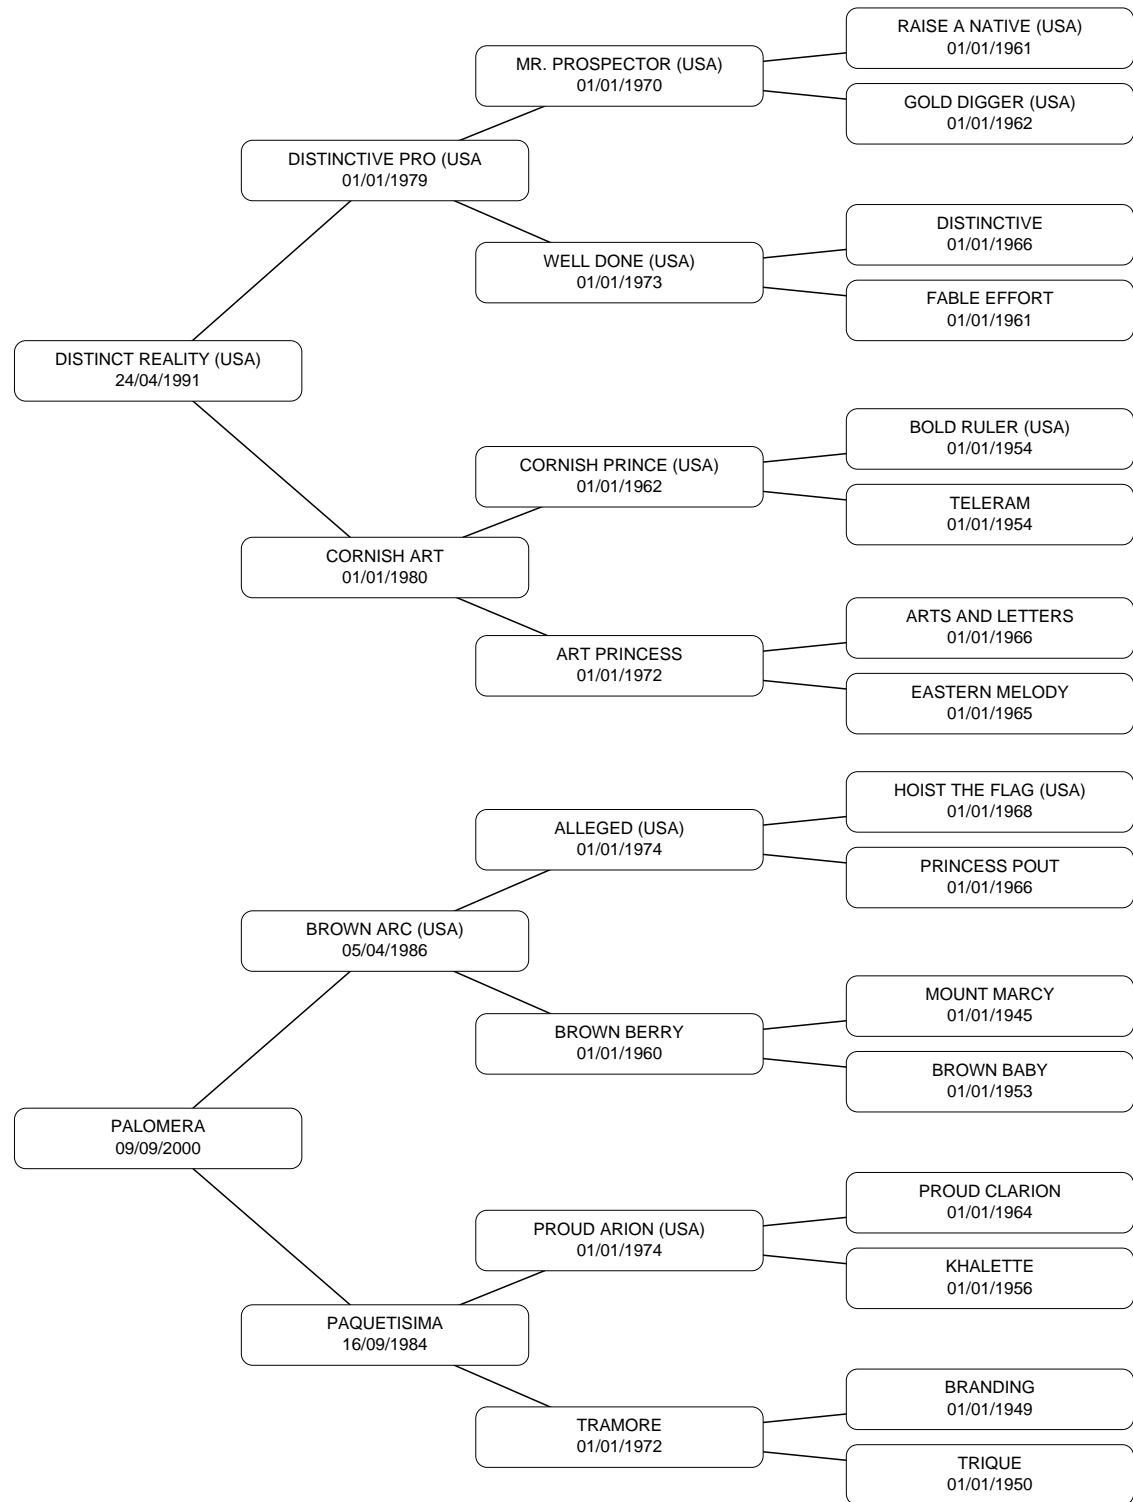 RAISE A NATIVE (USA)
01/01/1961
MR. PROSPECTOR (USA)
01/01/1970
GOLD DIGGER (USA)
01/01/1962
DISTINCTIVE PRO (USA
01/01/1979
DISTINCTIVE
01/01/1966
WELL DONE (USA)
01/01/1973
FABLE EFFORT
01/01/1961
DISTINCT REALITY (USA)
24/04/1991
BOLD RULER (USA)
01/01/1954
CORNISH PRINCE (USA)
01/01/1962
TELERAM
01/01/1954
CORNISH ART
01/01/1980
ARTS AND LETTERS
01/01/1966
ART PRINCESS
01/01/1972
EASTERN MELODY
01/01/1965
HOIST THE FLAG (USA)
01/01/1968
ALLEGED (USA)
01/01/1974
PRINCESS POUT
01/01/1966
BROWN ARC (USA)
05/04/1986
MOUNT MARCY
01/01/1945
BROWN BERRY
01/01/1960
BROWN BABY
01/01/1953
PALOMERA
09/09/2000
PROUD CLARION
01/01/1964
PROUD ARION (USA)
01/01/1974
KHALETTE
01/01/1956
PAQUETISIMA
16/09/1984
BRANDING
01/01/1949
TRAMORE
01/01/1972
TRIQUE
01/01/1950